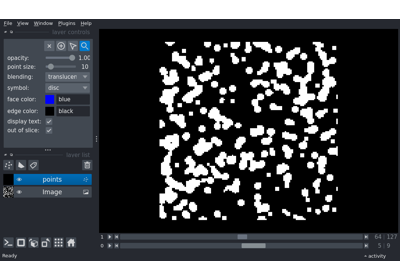 File View Window Plugins Help
layer controls
opacity: 1.00
point size: 10
blending: translucen
symbol: disc
face color: blue
edge color: black
display text:
out of slice:
layer list
points
Image
1 64 127
0 5 9
Ready activity